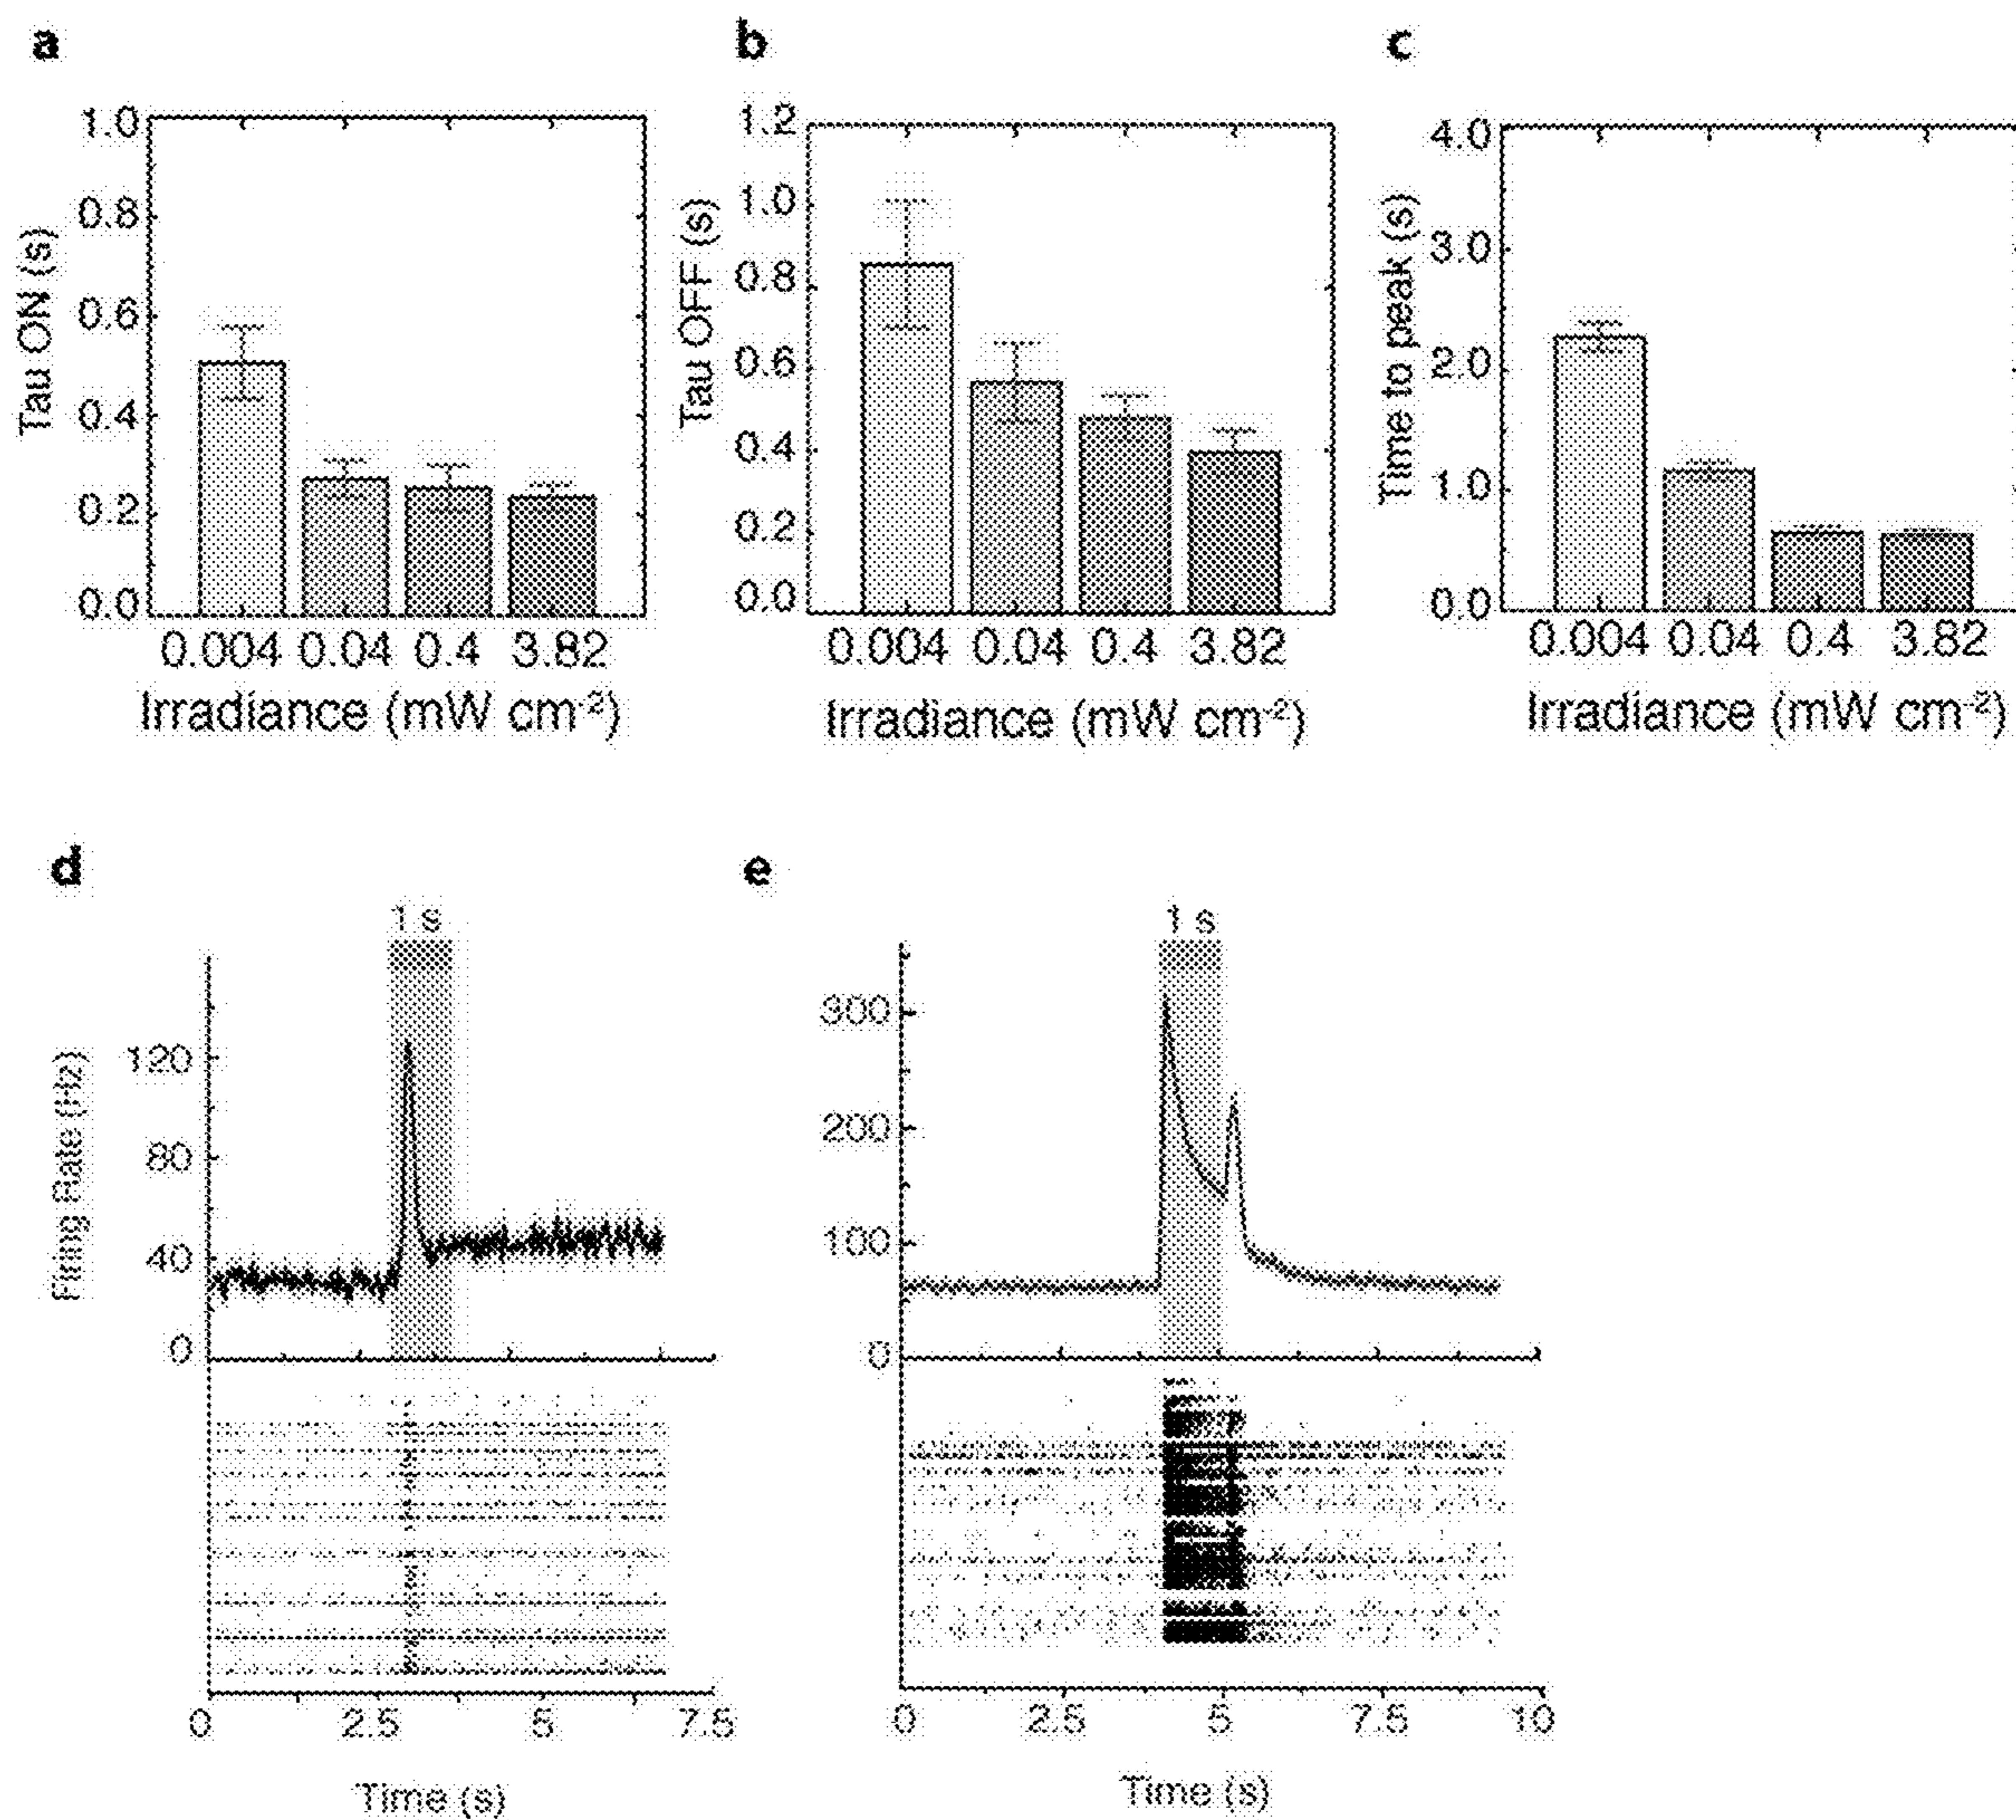 a
1.0
0.8
0.6
0.4
0.2
0.0
Tau ON (s)
0.004 0.04 0.4 3.82
Irradiance (mW cm-2)
b
1.2
1.0
0.8
0.6
0.4
0.2
0.0
Tau OFF (s)
0.004 0.04 0.4 3.82
Irradiance (mW cm-2)
c
4.0
3.0
2.0
1.0
0.0
Time to peak (s)
0.004 0.04 0.4 3.82
Irradiance (mW cm-2)
d
1 s
120
80
40
0
Firing Rate (Hz)
0 2.5 5 7.5
Time (s)
e
1 s
300
200
100
0
0 2.5 5 7.5 10
Time (s)